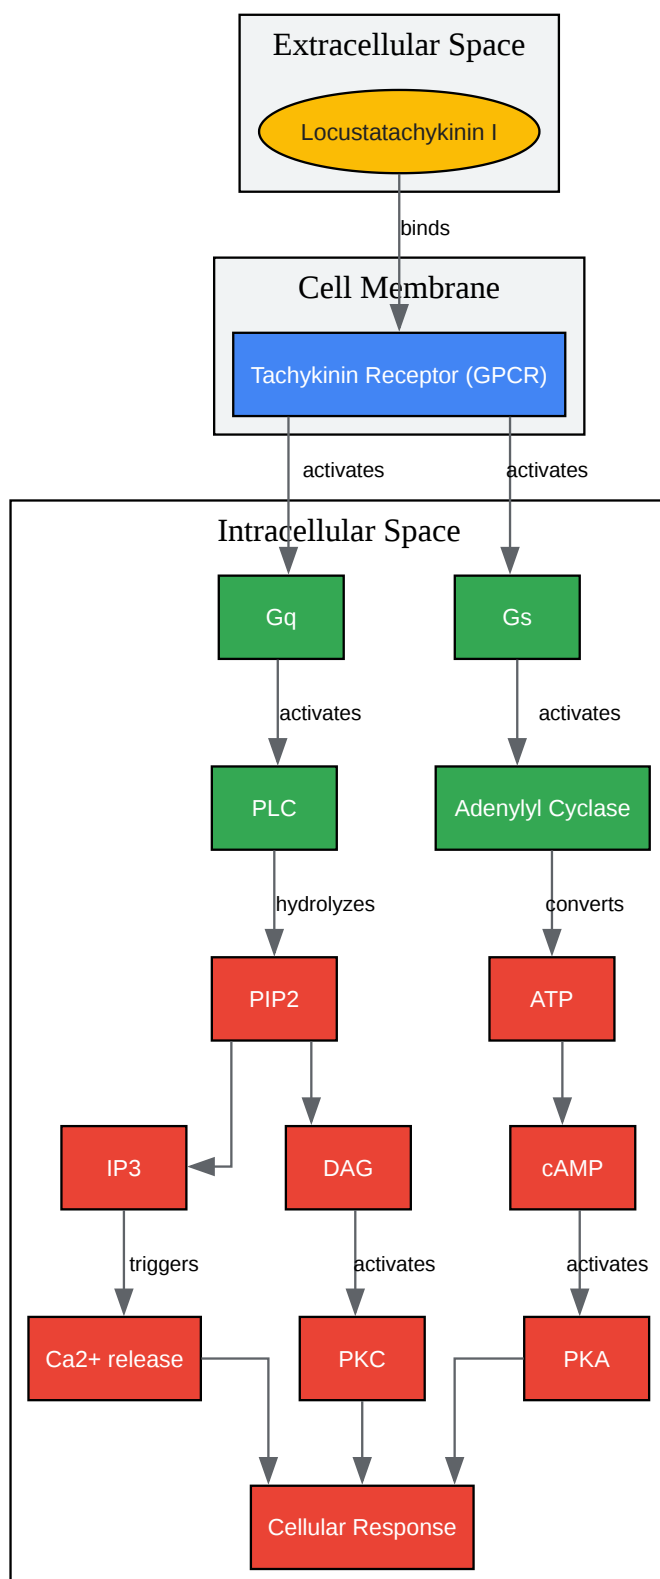 Extracellular Space
Locustatachykinin I
binds
Cell Membrane
Tachykinin Receptor (GPCR)
activates
activates
Intracellular Space
Gq
Gs
activates
activates
PLC
Adenylyl Cyclase
hydrolyzes
converts
PIP2
ATP
IP3
DAG
cAMP
triggers
activates
activates
Ca2+ release
PKC
PKA
Cellular Response